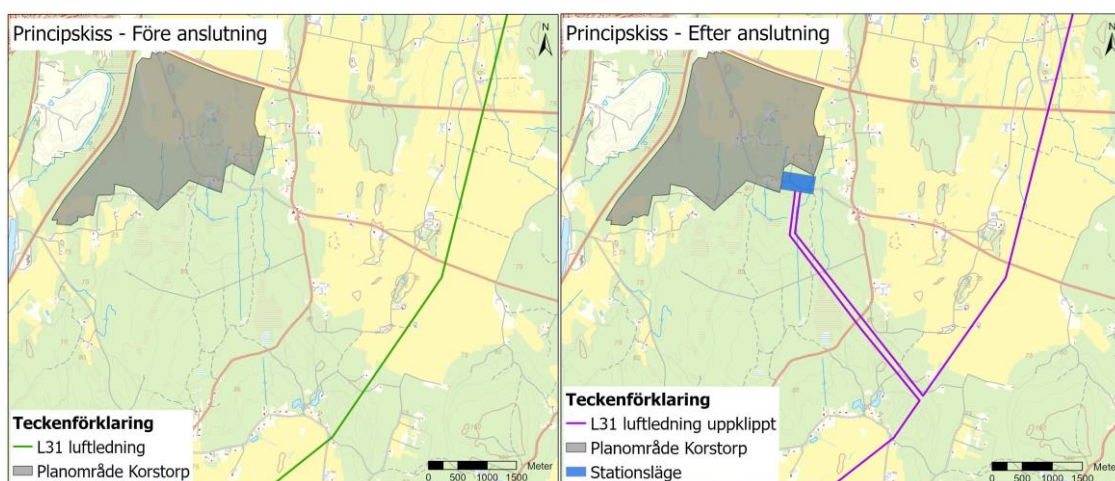 Principskiss - Före anslutning
N
Teckenförklaring
L31 luftledning
Planområde Korstorp
Meter
0 500 1000 1500
Principskiss - Efter anslutning
N
Teckenförklaring
L31 luftledning uppklippt
Planområde Korstorp
Stationsläge
Meter
0 500 1000 1500